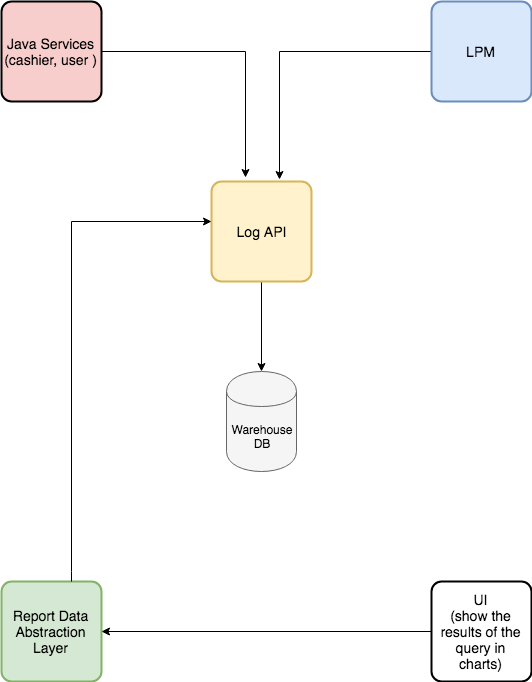 Java Services
(cashier, user )
LPM
Log API
Warehouse
DB
Report Data
Abstraction
Layer
UI
(show the
results of the
query in
charts)